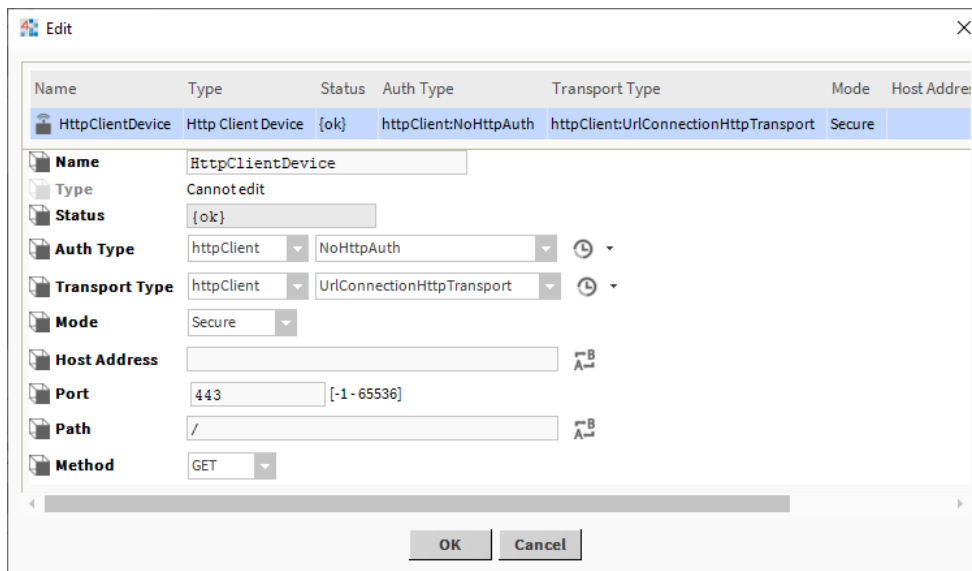 Edit
Name Type Status Auth Type Transport Type Mode Host Addres
HttpClientDevice Http Client Device {ok} httpClient:NoHttpAuth httpClient:UrlConnectionHttpTransport Secure
Name HttpClientDevice
Type Cannot edit
Status {ok}
Auth Type httpClient NoHttpAuth
Transport Type httpClient UrlConnectionHttpTransport
Mode Secure
Host Address
Port 443 [-1 - 65536]
Path /
Method GET
OK Cancel